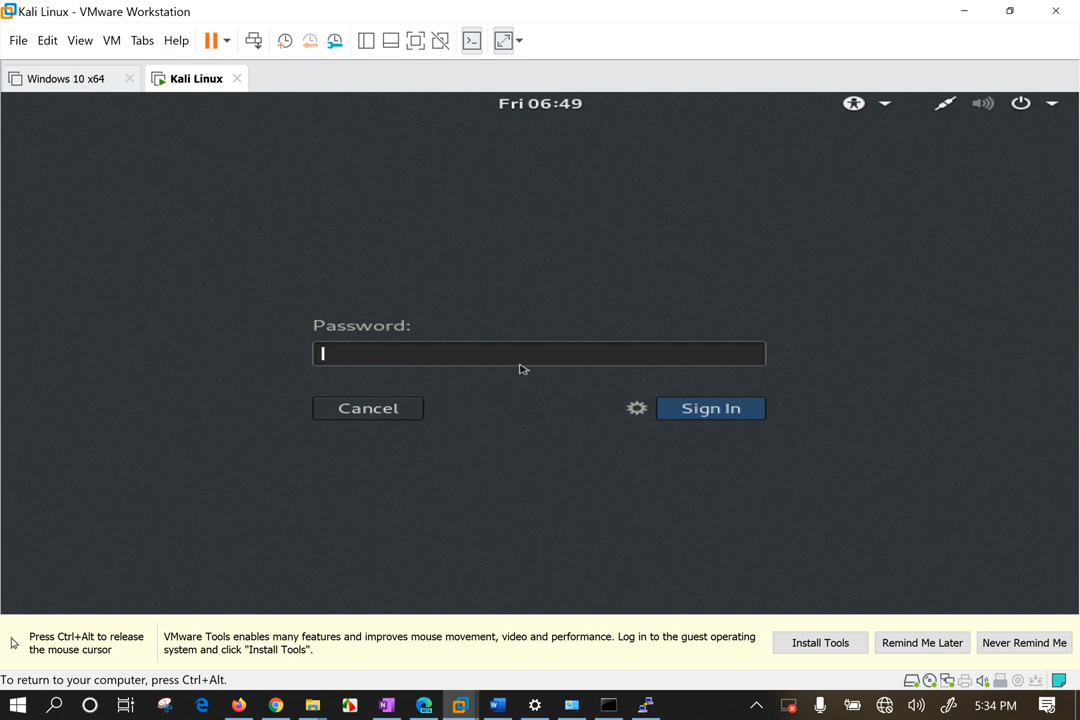 Kali Linux - VMware Workstation
File Edit View VM Tabs Help
Windows 10 x64
Kali Linux
Fri 06:49
Password:
Cancel
Sign In
Press Ctrl+Alt to release
the mouse cursor
VMware Tools enables many features and improves mouse movement, video and performance. Log in to the guest operating
system and click "Install Tools".
Install Tools
Remind Me Later
Never Remind Me
To return to your computer, press Ctrl+Alt.
5:34 PM